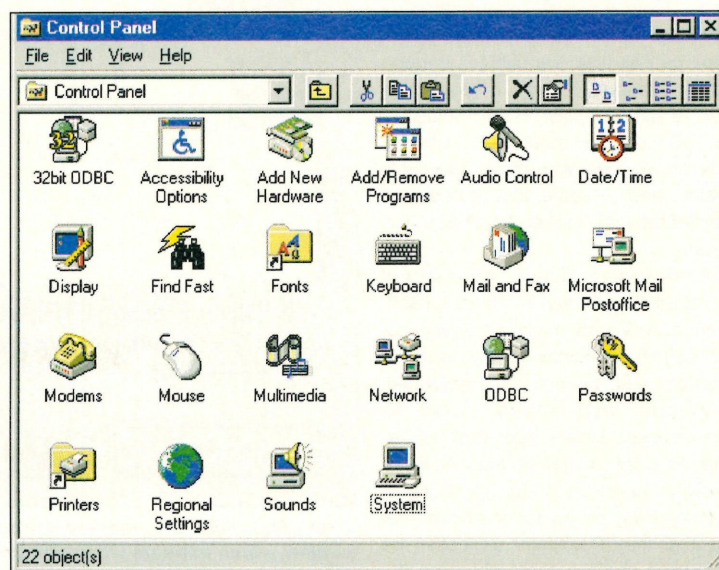 Control Panel
File Edit View Help
Control Panel
32bit ODBC
Accessibility
Options
Add New
Hardware
Add/Remove
Programs
Audio Control
Date/Time
Display
Find Fast
Fonts
Keyboard
Mail and Fax
Microsoft Mail
Postoffice
Modems
Mouse
Multimedia
Network
ODBC
Passwords
Printers
Regional
Settings
Sounds
System
22 object(s)